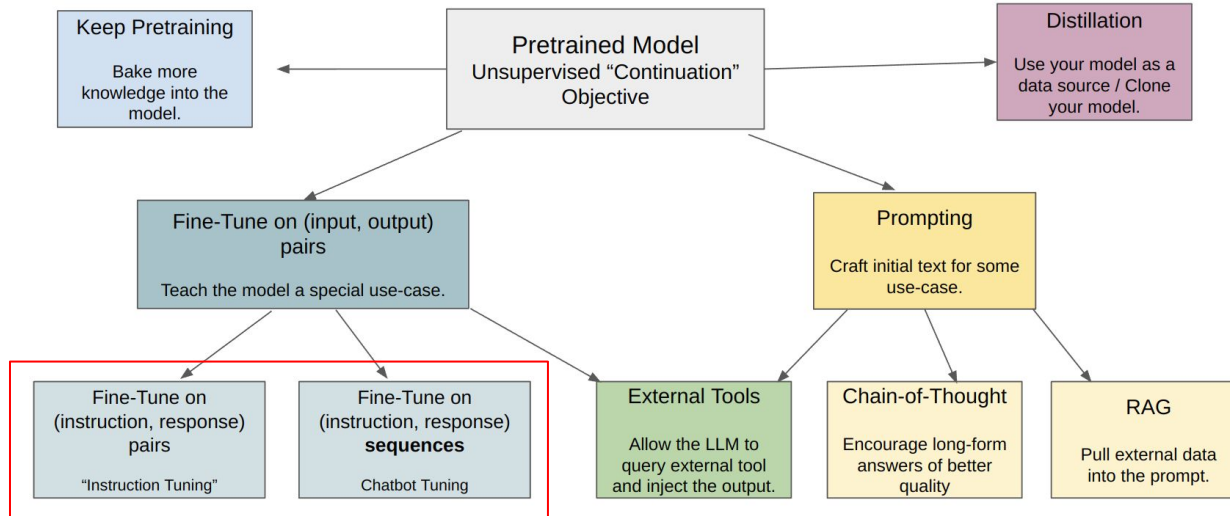 Keep Pretraining
Bake more
knowledge into the
model.
Pretrained Model
Unsupervised “Continuation”
Objective
Distillation
Use your model as a
data source / Clone
your model.
Fine-Tune on (input, output)
pairs
Teach the model a special use-case.
Prompting
Craft initial text for some
use-case.
Fine-Tune on
(instruction, response)
pairs
“Instruction Tuning”
Fine-Tune on
(instruction, response)
sequences
Chatbot Tuning
External Tools
Allow the LLM to
query external tool
and inject the output.
Chain-of-Thought
Encourage long-form
answers of better
quality
RAG
Pull external data
into the prompt.